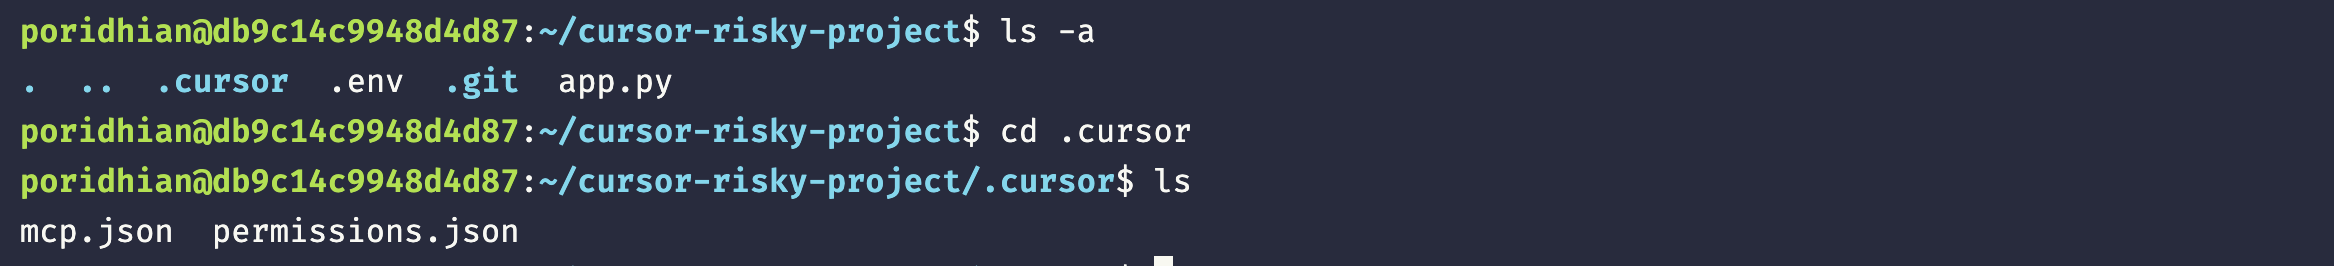 poridhian@db9c14c9948d4d87:~/cursor-risky-project$ ls -a
.  ..  .cursor  .env  .git  app.py
poridhian@db9c14c9948d4d87:~/cursor-risky-project$ cd .cursor
poridhian@db9c14c9948d4d87:~/cursor-risky-project/.cursor$ ls
mcp.json  permissions.json